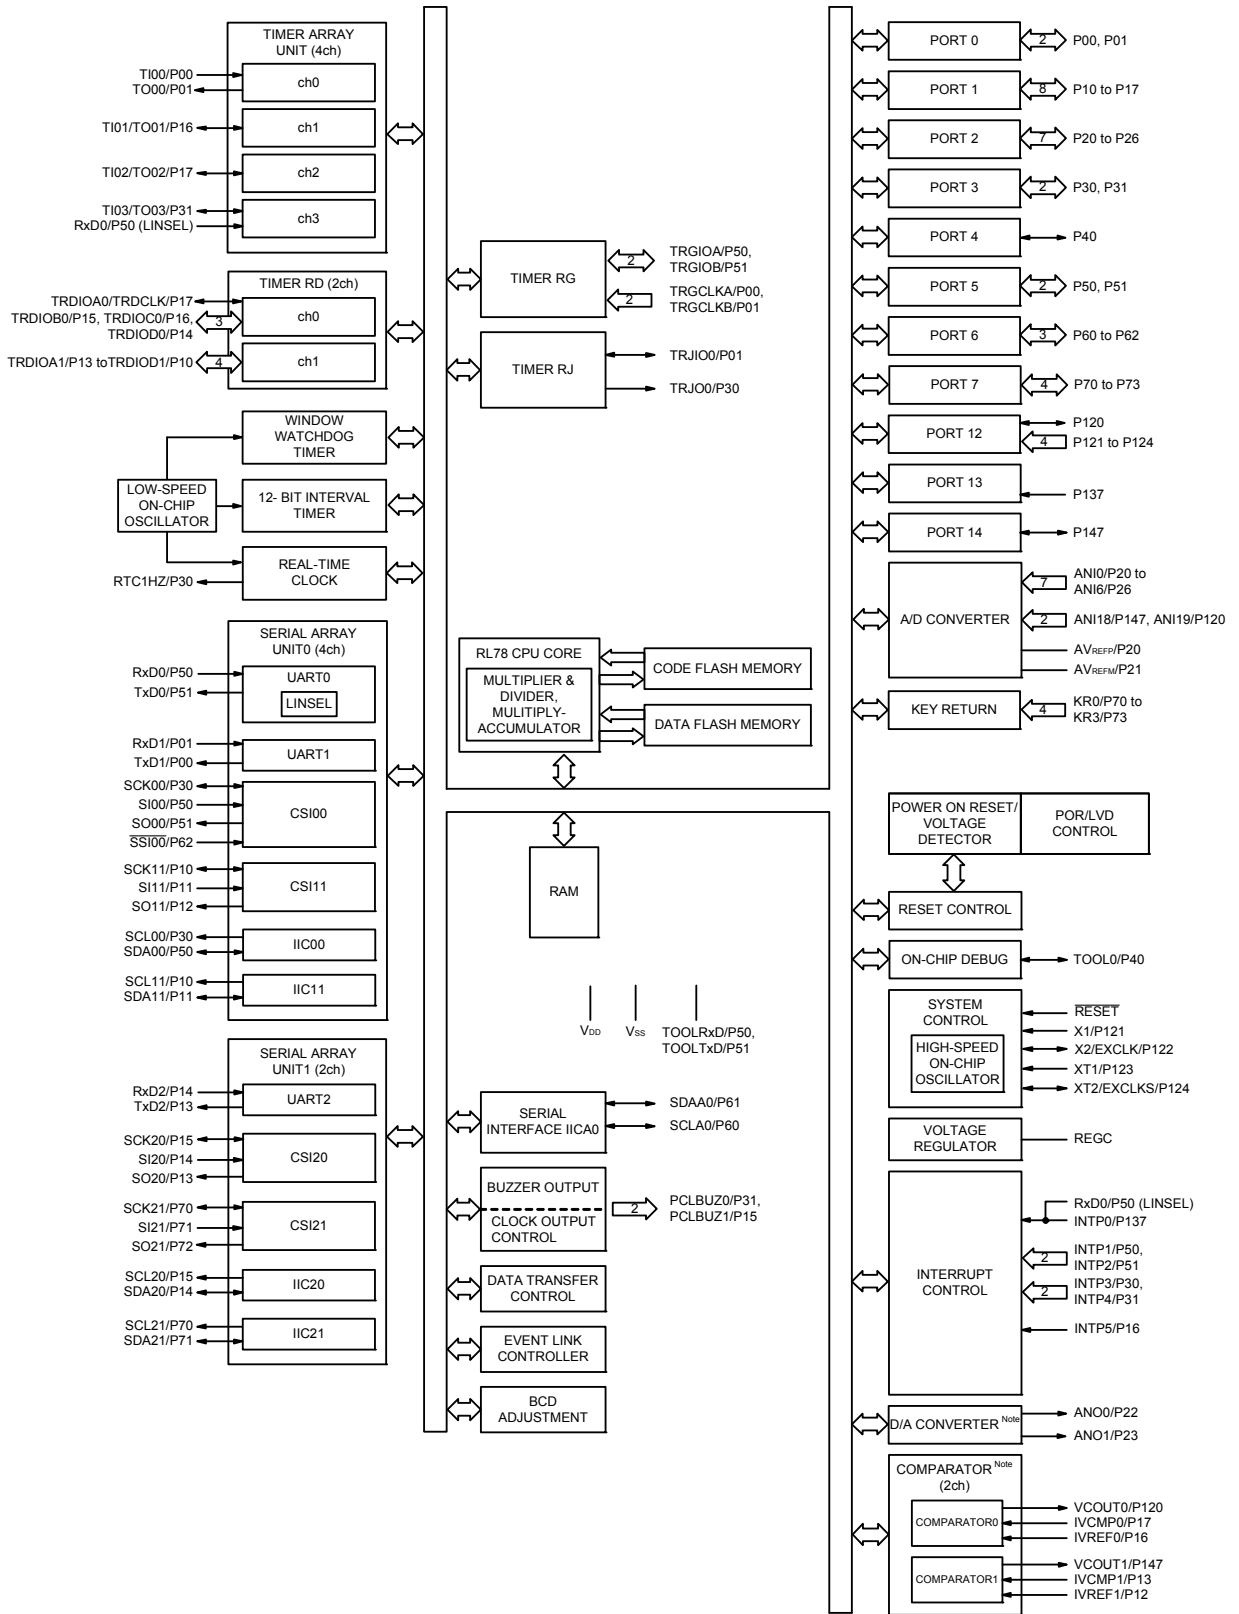 TIMER ARRAY
UNIT (4ch)
TI00/P00
TO00/P01
ch0
TI01/TO01/P16
ch1
TI02/TO02/P17
ch2
TI03/TO03/P31
RxD0/P50 (LINSEL)
ch3
TIMER RD (2ch)
TRDIOA0/TRDCLK/P17
TRDIOB0/P15, TRDIOC0/P16,
TRDIOD0/P14
3
ch0
TRDIOA1/P13 toTRDIOD1/P10
4
ch1
WINDOW
WATCHDOG
TIMER
LOW-SPEED
ON-CHIP
OSCILLATOR
12- BIT INTERVAL
TIMER
REAL-TIME
CLOCK
RTC1HZ/P30
SERIAL ARRAY
UNIT0 (4ch)
RxD0/P50
TxD0/P51
UART0
LINSEL
RxD1/P01
TxD1/P00
UART1
SCK00/P30
SI00/P50
SO00/P51
SSI00/P62
CSI00
SCK11/P10
SI11/P11
SO11/P12
CSI11
SCL00/P30
SDA00/P50
IIC00
SCL11/P10
SDA11/P11
IIC11
SERIAL ARRAY
UNIT1 (2ch)
RxD2/P14
TxD2/P13
UART2
SCK20/P15
SI20/P14
SO20/P13
CSI20
SCK21/P70
SI21/P71
SO21/P72
CSI21
SCL20/P15
SDA20/P14
IIC20
SCL21/P70
SDA21/P71
IIC21
TIMER RG
2
TRGIOA/P50,
TRGIOB/P51
2
TRGCLKA/P00,
TRGCLKB/P01
TIMER RJ
TRJIO0/P01
TRJO0/P30
RL78 CPU CORE
MULTIPLIER &
DIVIDER,
MULITIPLY-
ACCUMULATOR
CODE FLASH MEMORY
DATA FLASH MEMORY
RAM
VDD
VSS
TOOLRxD/P50,
TOOLTxD/P51
SERIAL
INTERFACE IICA0
SDAA0/P61
SCLA0/P60
BUZZER OUTPUT
CLOCK OUTPUT
CONTROL
2
PCLBUZ0/P31,
PCLBUZ1/P15
DATA TRANSFER
CONTROL
EVENT LINK
CONTROLLER
BCD
ADJUSTMENT
PORT 0
2
P00, P01
PORT 1
8
P10 to P17
PORT 2
7
P20 to P26
PORT 3
2
P30, P31
PORT 4
P40
PORT 5
2
P50, P51
PORT 6
3
P60 to P62
PORT 7
4
P70 to P73
PORT 12
P120
4
P121 to P124
PORT 13
P137
PORT 14
P147
A/D CONVERTER
7
ANI0/P20 to
ANI6/P26
2
ANI18/P147, ANI19/P120
AVREFP/P20
AVREFM/P21
KEY RETURN
4
KR0/P70 to
KR3/P73
POWER ON RESET/
VOLTAGE
DETECTOR
POR/LVD
CONTROL
RESET CONTROL
ON-CHIP DEBUG
TOOL0/P40
SYSTEM
CONTROL
HIGH-SPEED
ON-CHIP
OSCILLATOR
RESET
X1/P121
X2/EXCLK/P122
XT1/P123
XT2/EXCLKS/P124
VOLTAGE
REGULATOR
REGC
INTERRUPT
CONTROL
RxD0/P50 (LINSEL)
INTP0/P137
2
INTP1/P50,
INTP2/P51
2
INTP3/P30,
INTP4/P31
INTP5/P16
D/A CONVERTER Note
ANO0/P22
ANO1/P23
COMPARATOR Note
(2ch)
COMPARATOR0
VCOUT0/P120
IVCMP0/P17
IVREF0/P16
COMPARATOR1
VCOUT1/P147
IVCMP1/P13
IVREF1/P12